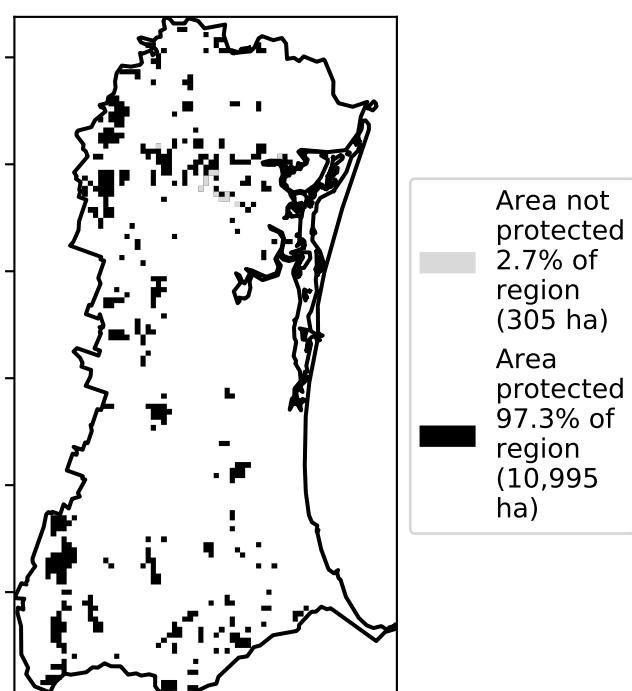 Area not
protected
2.7% of
region
(305 ha)
Area
protected
97.3% of
region
(10,995
ha)